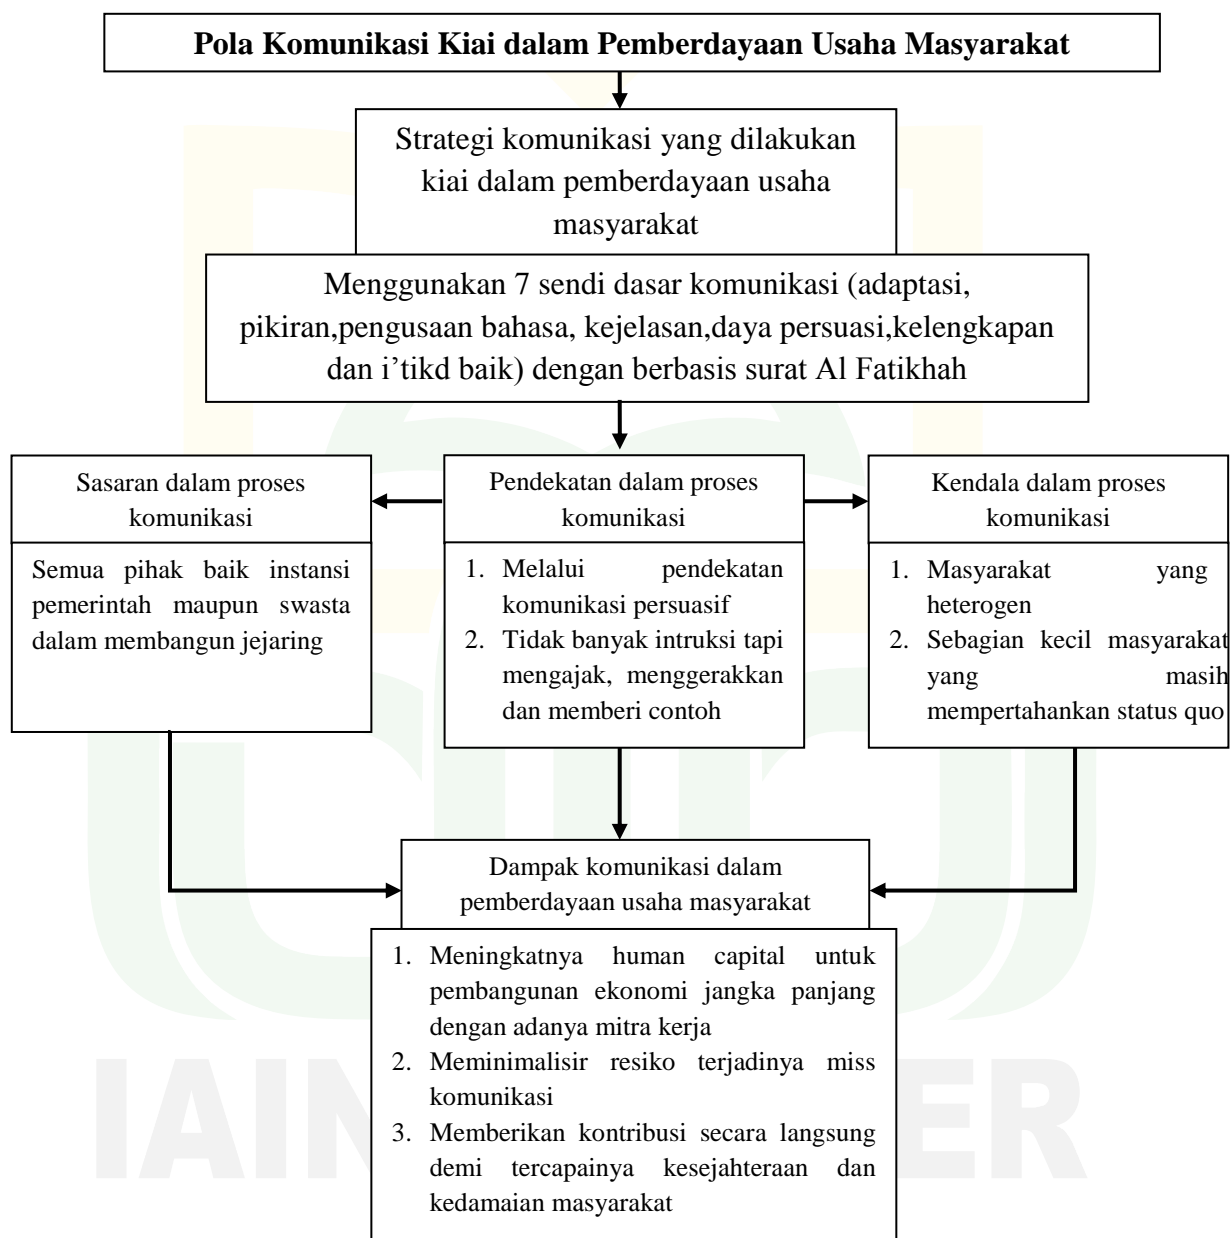 Pola Komunikasi Kiai dalam Pemberdayaan Usaha Masyarakat
Strategi komunikasi yang dilakukan
kiai dalam pemberdayaan usaha
masyarakat
Menggunakan 7 sendi dasar komunikasi (adaptasi,
pikiran,pengusaan bahasa, kejelasan,daya persuasi,kelengkapan
dan i’tikd baik) dengan berbasis surat Al Fatikhah
Sasaran dalam proses
komunikasi
Semua pihak baik instansi
pemerintah maupun swasta
dalam membangun jejaring
Pendekatan dalam proses
komunikasi
1. Melalui pendekatan
komunikasi persuasif
2. Tidak banyak intruksi tapi
mengajak, menggerakkan
dan memberi contoh
Kendala dalam proses
komunikasi
1. Masyarakat yang
heterogen
2. Sebagian kecil masyarakat
yang masih
mempertahankan status quo
Dampak komunikasi dalam
pemberdayaan usaha masyarakat
1. Meningkatnya human capital untuk
pembangunan ekonomi jangka panjang
dengan adanya mitra kerja
2. Meminimalisir resiko terjadinya miss
komunikasi
3. Memberikan kontribusi secara langsung
demi tercapainya kesejahteraan dan
kedamaian masyarakat
IAIN